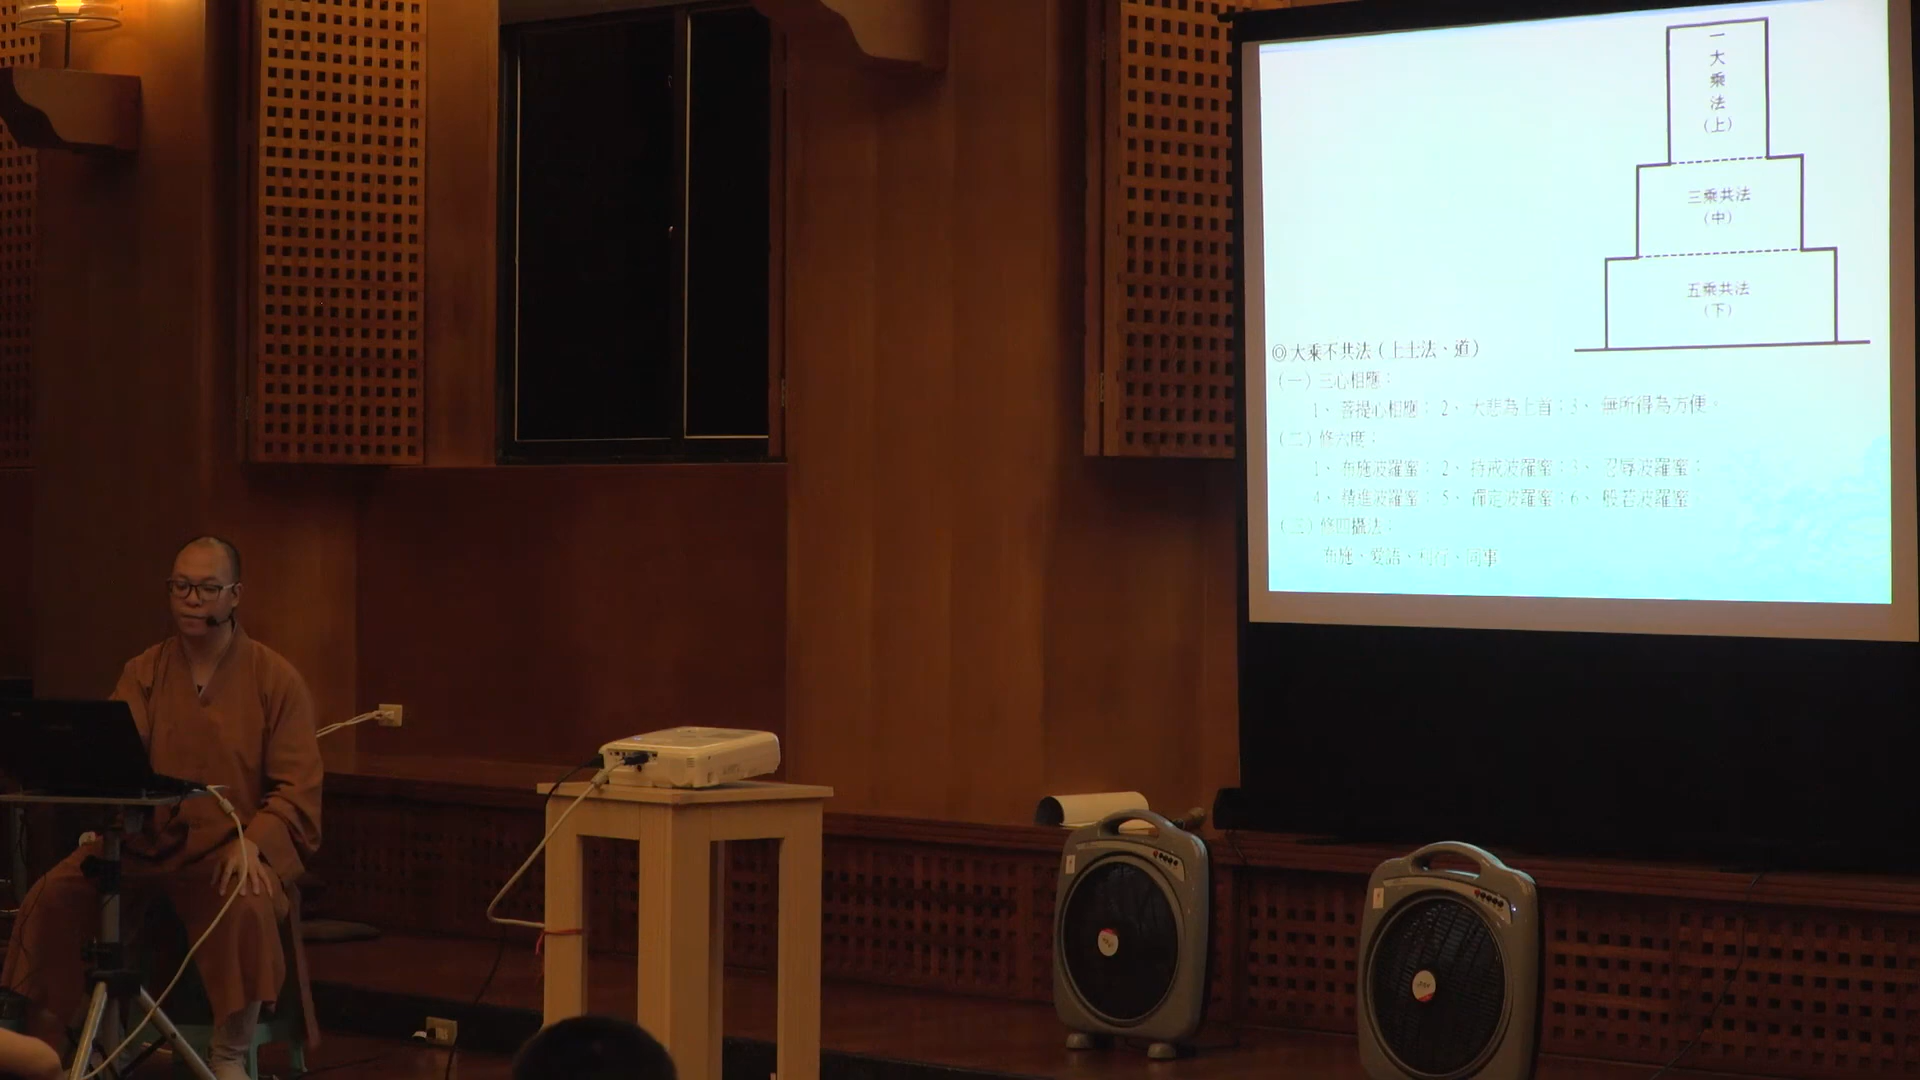 一
大
乘
法
(上)
三乘共法
(中)
五乘共法
(下)
◎大乘不共法（上士法、道）
（一）三心相應：
1、菩提心相應；2、大悲為上首；3、無所得為方便。
（二）修六度：
1、布施波羅蜜；2、持戒波羅蜜；3、忍辱波羅蜜；
4、精進波羅蜜；5、禪定波羅蜜；6、般若波羅蜜。
（三）修四攝法：
布施、愛語、利行、同事